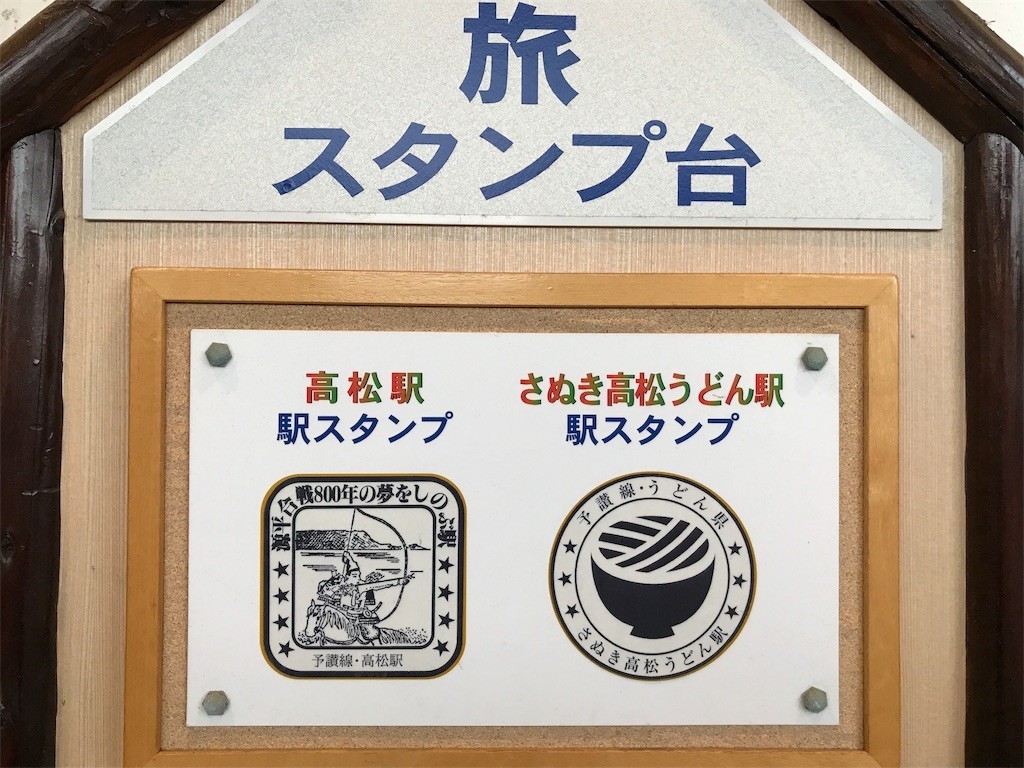 旅
スタンプ台
高松駅
駅スタンプ
さぬき高松うどん駅
駅スタンプ
源平合戦800年の夢をしのぶ駅
予讃線・高松駅
予讃線・うどん県
さぬき高松うどん駅